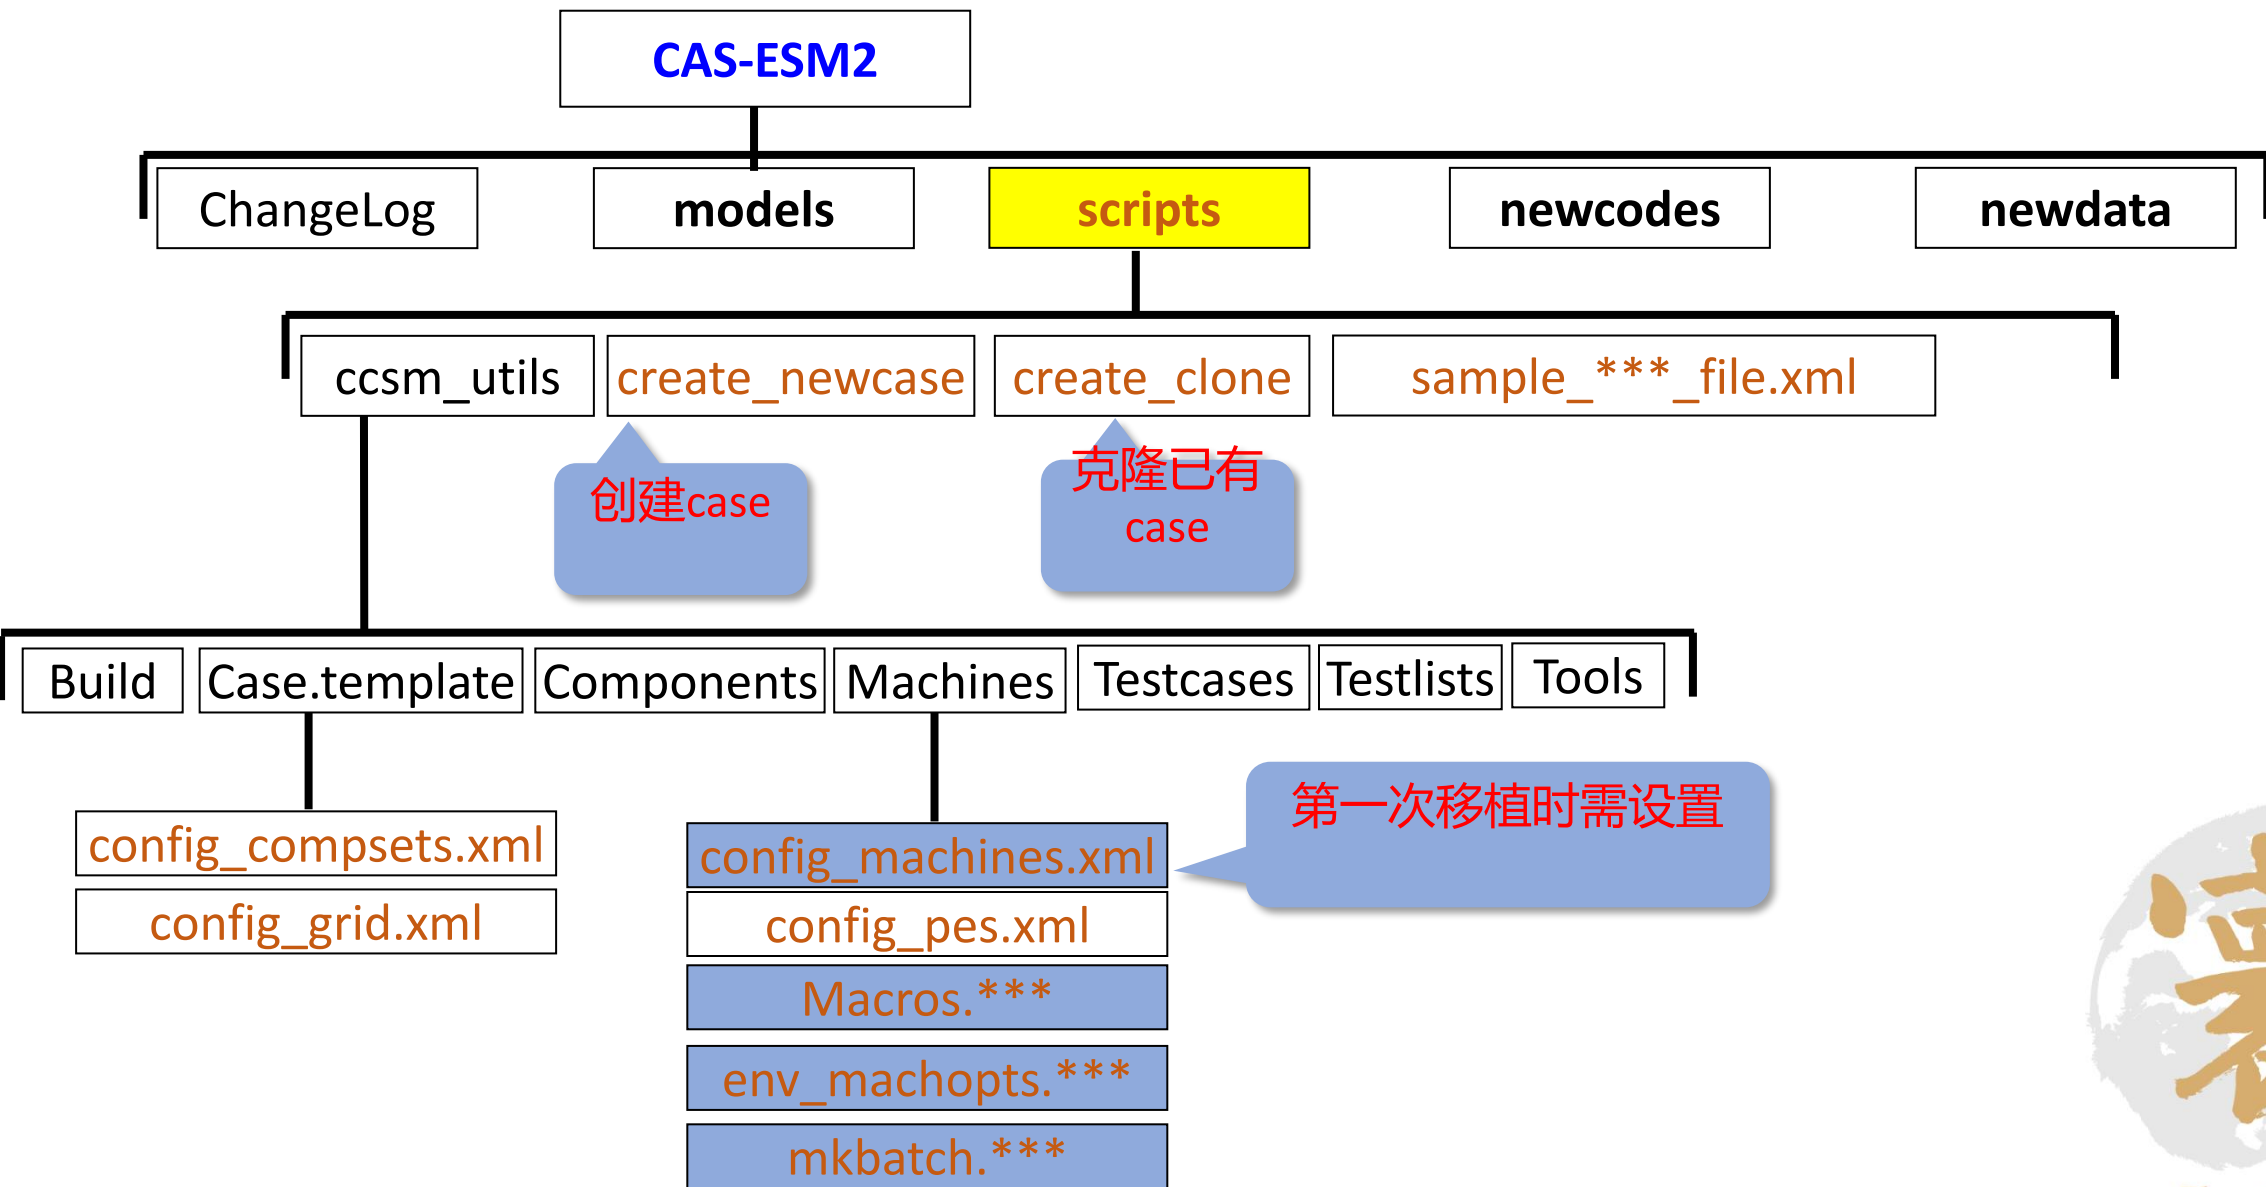 CAS-ESM2
ChangeLog
models
scripts
newcodes
newdata
ccsm_utils
create_newcase
create_clone
sample_***_file.xml
创建case
克隆已有
case
Build
Case.template
Components
Machines
Testcases
Testlists
Tools
config_compsets.xml
config_grid.xml
config_machines.xml
config_pes.xml
Macros.***
env_machopts.***
mkbatch.***
第一次移植时需设置